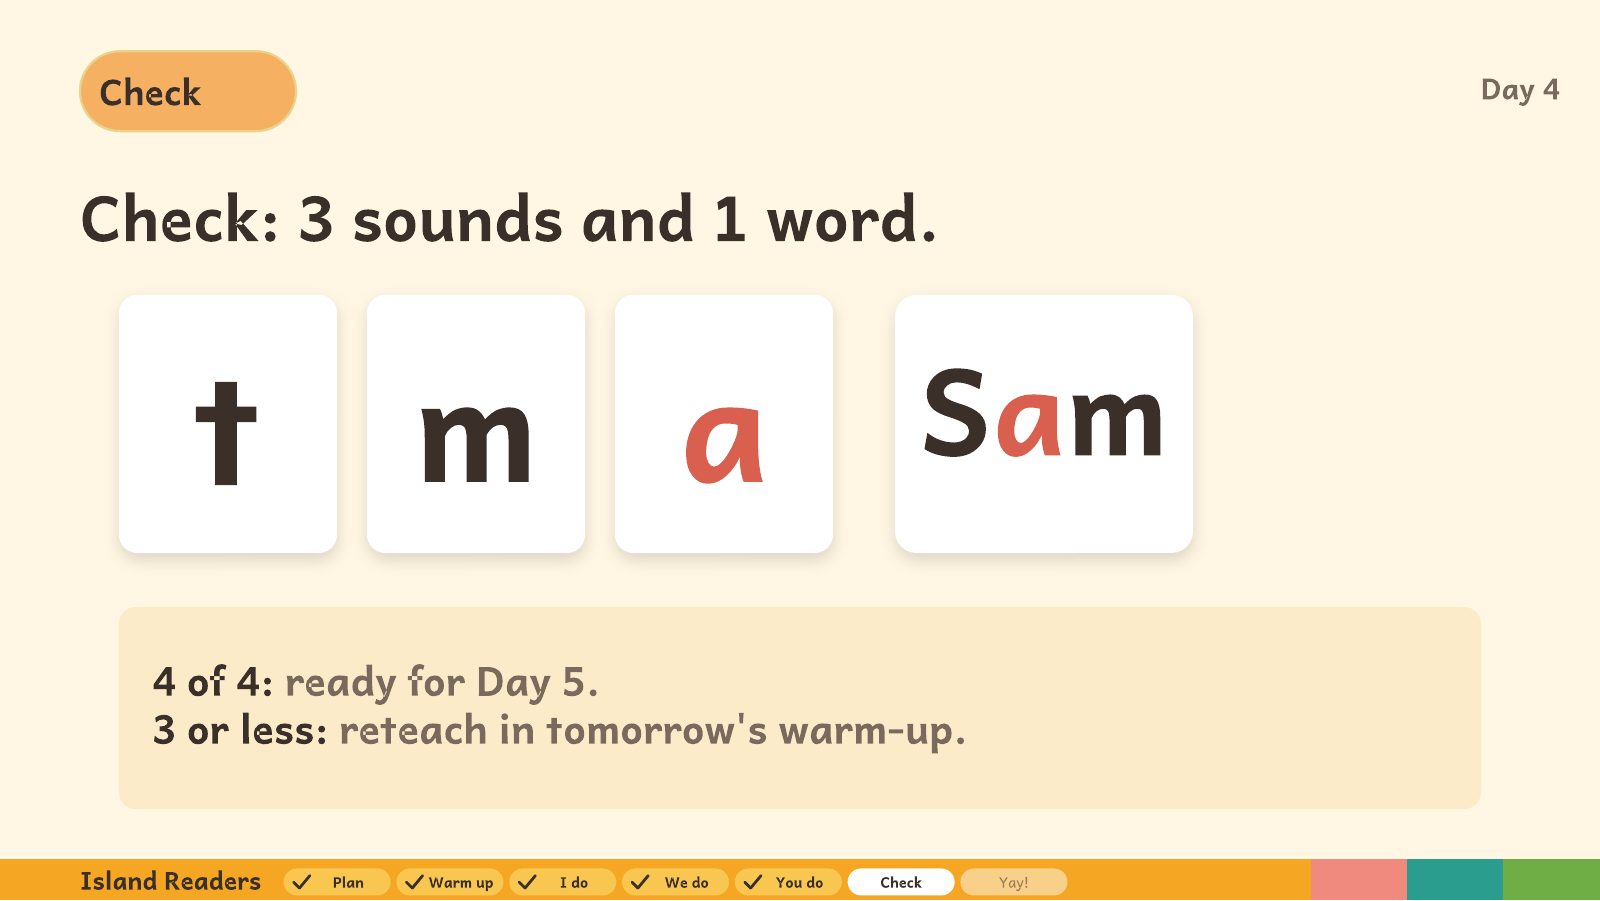 Check
Day 4
Check: 3 sounds and 1 word.
t m a Sam
4 of 4: ready for Day 5.
3 or less: reteach in tomorrow's warm-up.
Island Readers Plan Warm up I do We do You do Check Yay!